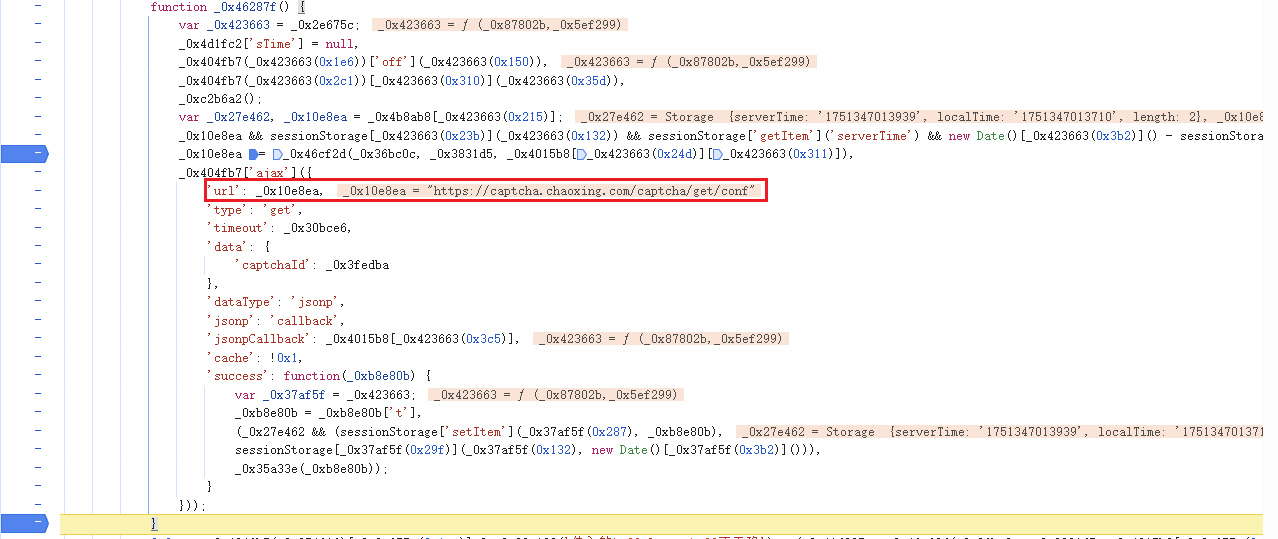 function _0x46287f() {
var _0x423663 = _0x2e675c; _0x423663 = ƒ (_0x87802b,_0x5ef299)
_0x4d1fc2['sTime'] = null,
_0x404fb7(_0x423663(0x1e6))['off'](_0x423663(0x150)), _0x423663 = ƒ (_0x87802b,_0x5ef299)
_0x404fb7(_0x423663(0x2c1))[_0x423663(0x310)](_0x423663(0x35d)),
_0xc2b6a2();
var _0x27e462, _0x10e8ea = _0x4b8ab8[_0x423663(0x215)]; _0x27e462 = Storage {serverTime: '1751347013939', localTime: '1751347013710', length: 2}, _0x10e8
_0x10e8ea && sessionStorage[_0x423663(0x23b)](_0x423663(0x132)) && sessionStorage['getItem']('serverTime') && new Date()[_0x423663(0x3b2)]() - sessionStora
_0x10e8ea = _0x46cf2d(_0x36bc0c, _0x3831d5, _0x4015b8[_0x423663(0x24d)][_0x423663(0x311)]),
_0x404fb7['ajax']({
'url': _0x10e8ea, _0x10e8ea = "https://captcha.chaoxing.com/captcha/get/conf"
'type': 'get',
'timeout': _0x30bce6,
'data': {
'captchaId': _0x3fedba
},
'dataType': 'jsonp',
'jsonp': 'callback',
'jsonpCallback': _0x4015b8[_0x423663(0x3c5)], _0x423663 = ƒ (_0x87802b,_0x5ef299)
'cache': !0x1,
'success': function(_0xb8e80b) {
var _0x37af5f = _0x423663; _0x423663 = ƒ (_0x87802b,_0x5ef299)
_0xb8e80b = _0xb8e80b['t'],
(_0x27e462 && (sessionStorage['setItem'](_0x37af5f(0x287), _0xb8e80b), _0x27e462 = Storage {serverTime: '1751347013939', localTime: '175134701371
sessionStorage[_0x37af5f(0x29f)](_0x37af5f(0x132), new Date()[_0x37af5f(0x3b2)]())),
_0x35a33e(_0xb8e80b));
}
}));
}